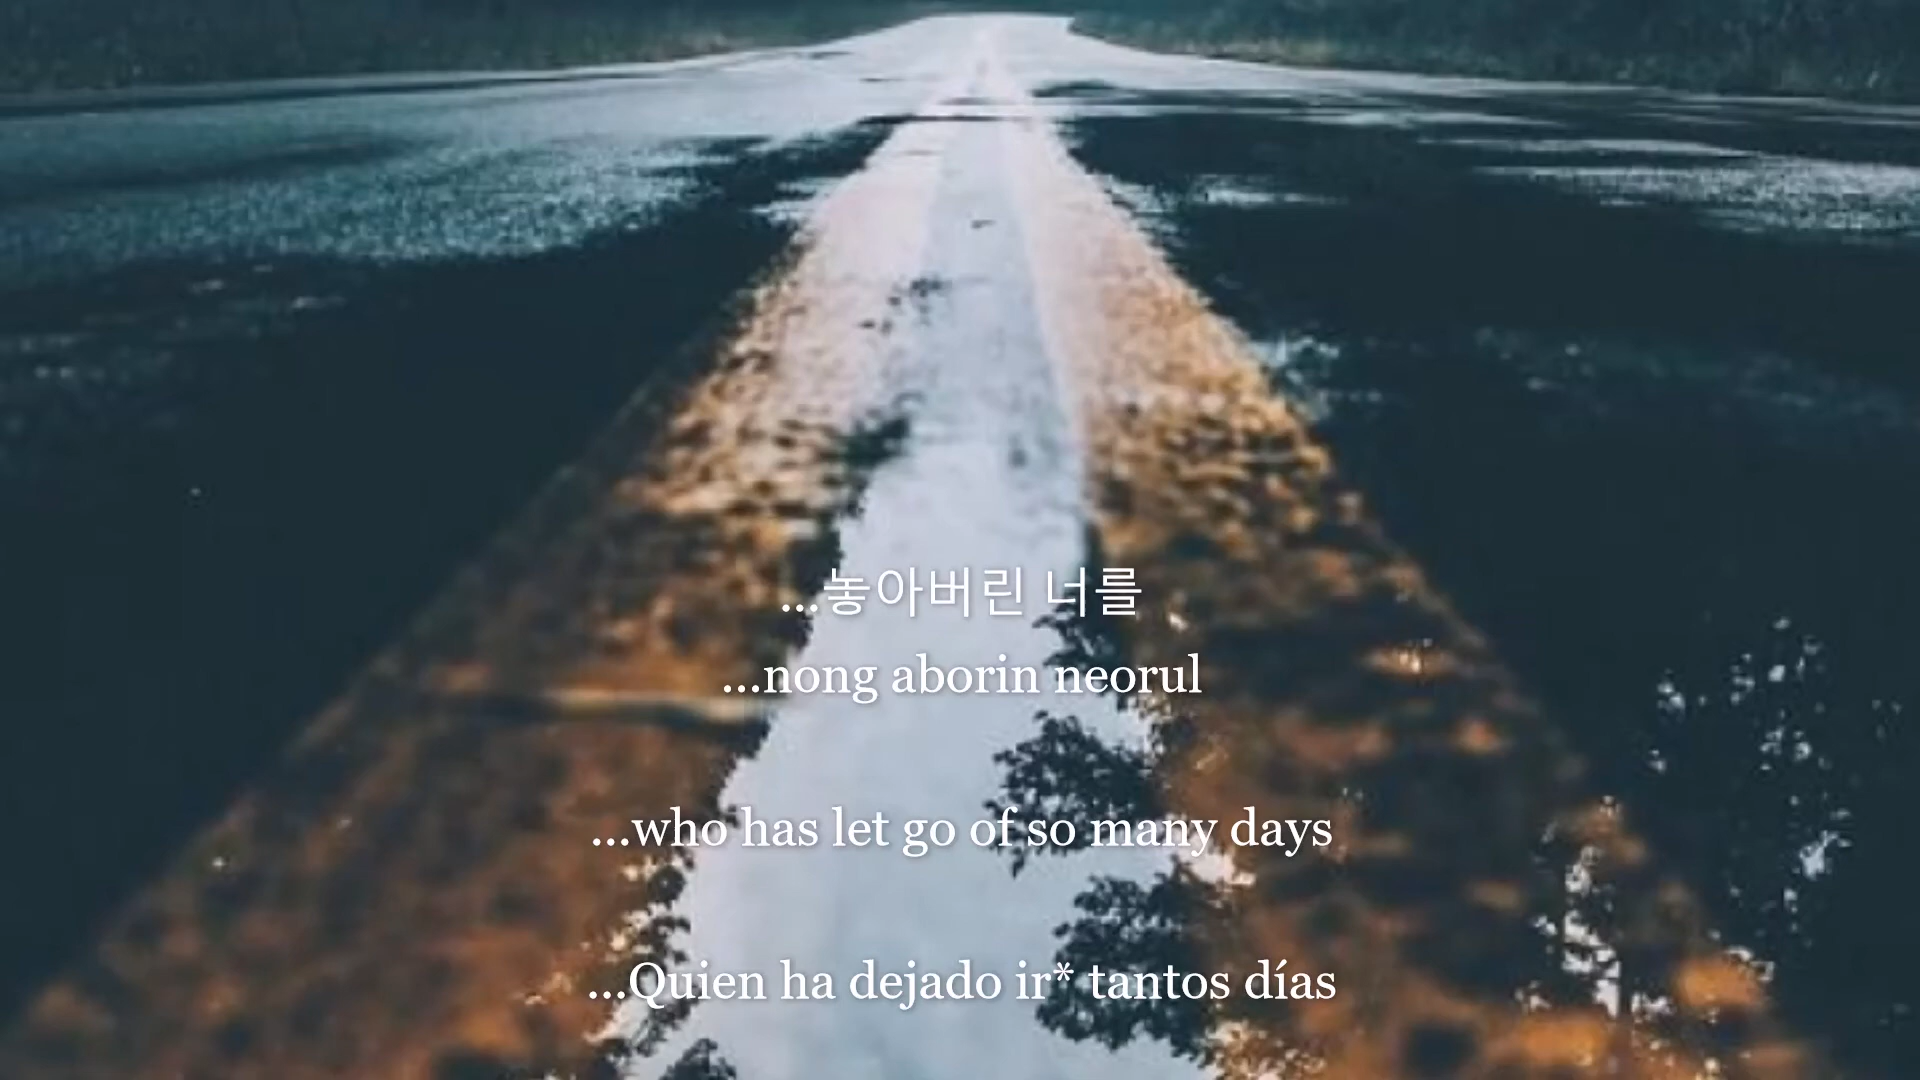 ...놓아버린 너를
...nong aborin neorul
...who has let go of so many days
...Quien ha dejado ir* tantos días